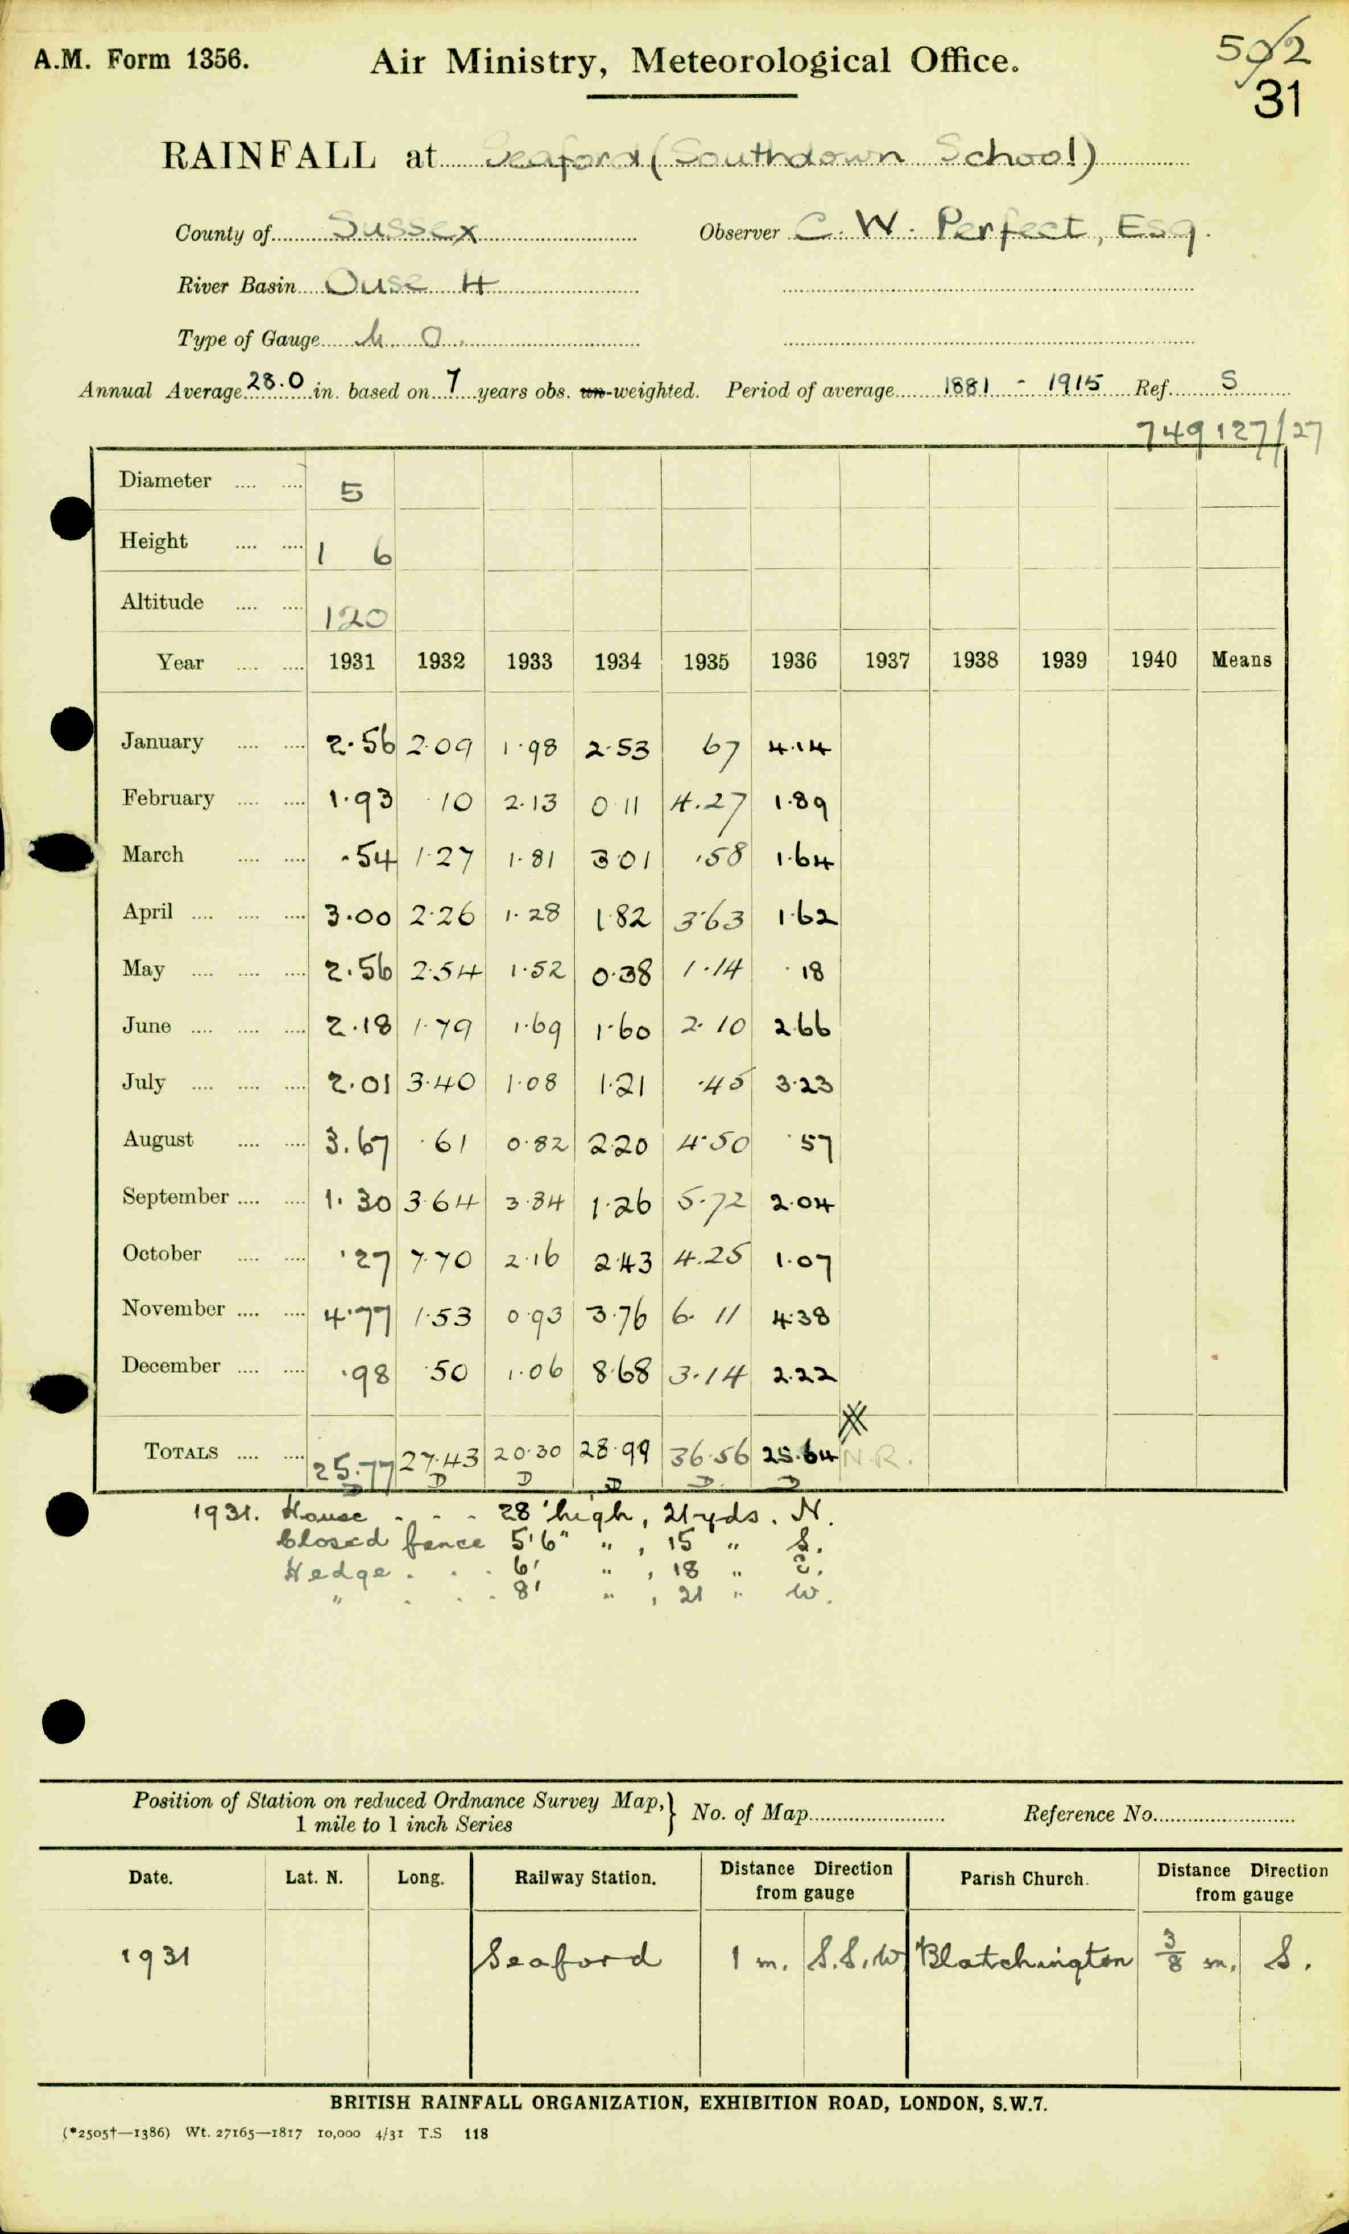 A.M. Form 1356.
Air Ministry, Meteorological Office.
502
31
RAINFALL at Seaford (Southdown School)
County of Sussex Observer C. W. Perfect, Esq.
River Basin Ouse H
Type of Gauge M O.
Annual Average 28.0 in. based on 7 years obs. un-weighted. Period of average 1881 - 1915 Ref. S
749127/27
Diameter 5
Height 1 6
Altitude 120
Year 1931 1932 1933 1934 1935 1936 1937 1938 1939 1940 Means
January 2.56 2.09 1.98 2.53 67 4.14
February 1.93 .10 2.13 0.11 4.27 1.89
March .54 1.27 1.81 3.01 .58 1.64
April 3.00 2.26 1.28 1.82 3.63 1.62
May 2.56 2.54 1.52 0.38 1.14 .18
June 2.18 1.79 1.69 1.60 2.10 2.66
July 2.01 3.40 1.08 1.21 .45 3.23
August 3.67 .61 0.82 2.20 4.50 .57
September 1.30 3.64 3.84 1.26 5.72 2.04
October .27 7.70 2.16 2.43 4.25 1.07
November 4.77 1.53 0.93 3.76 6.11 4.38
December .98 .50 1.06 8.68 3.14 2.22
TOTALS 25.77 27.43 20.30 28.99 36.56 25.64 N.R.
D D D D D D
1931. House . . . 28' high, 21 yds. N.
Closed fence 5'6" " , 15 " S.
Hedge . . . 6' " , 18 " E.
" . . . 8' " , 21 " W.
Position of Station on reduced Ordnance Survey Map,} No. of Map Reference No.
1 mile to 1 inch Series
Date. Lat. N. Long. Railway Station. Distance Direction from gauge Parish Church. Distance Direction from gauge
1931 Seaford 1 m. S.S.W Blatchington 3/8 m. S.
BRITISH RAINFALL ORGANIZATION, EXHIBITION ROAD, LONDON, S.W.7.
(*2505†—1386) Wt. 27165—1817 10,000 4/31 T.S 118